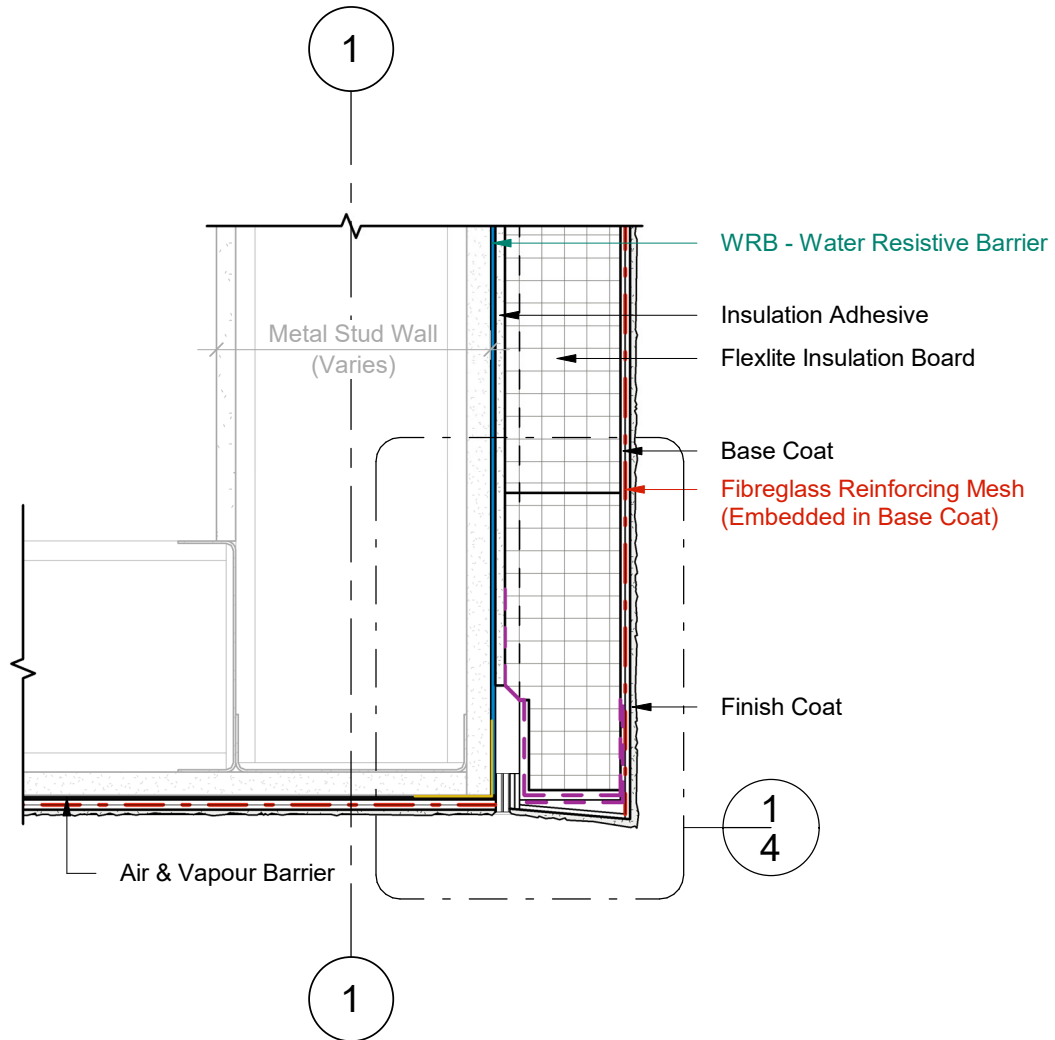 1
WRB - Water Resistive Barrier
Insulation Adhesive
Metal Stud Wall
(Varies)
Flexlite Insulation Board
Base Coat
Fibreglass Reinforcing Mesh
(Embedded in Base Coat)
Finish Coat
1
4
Air & Vapour Barrier
1